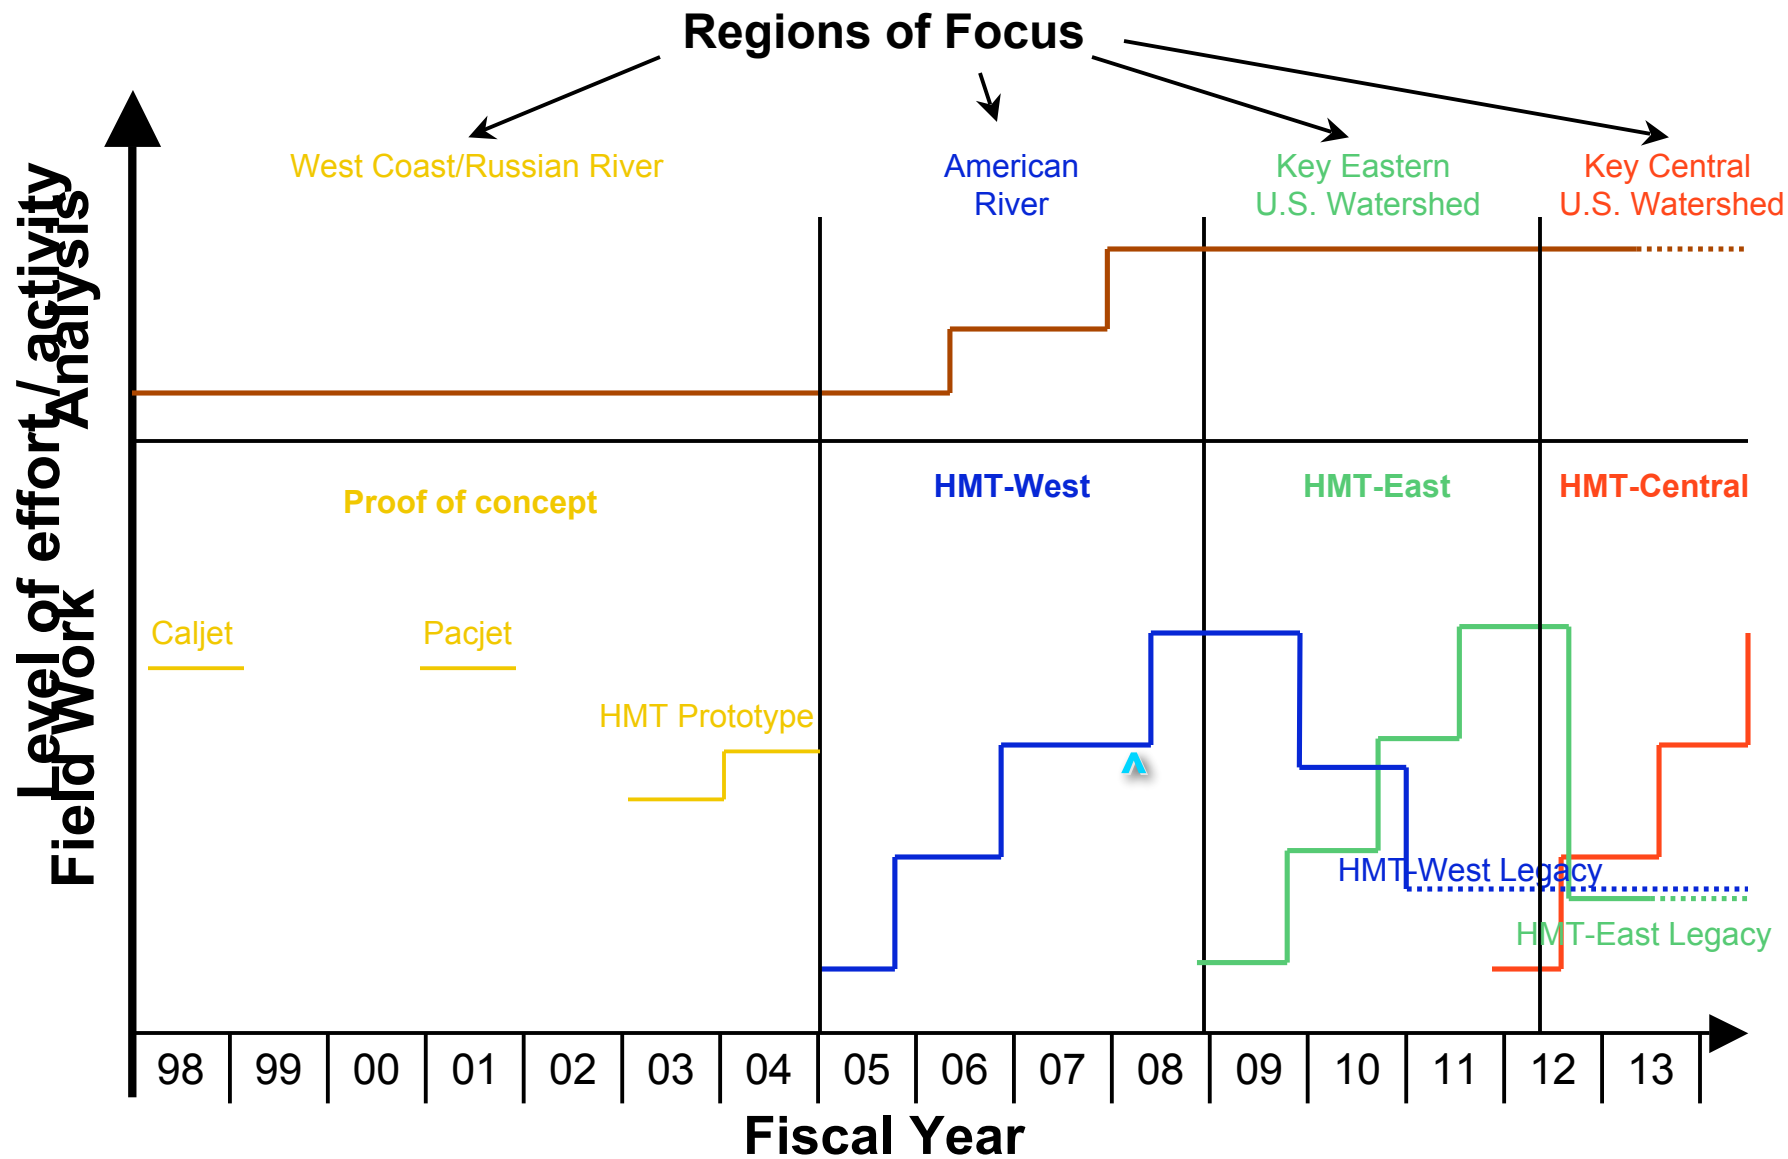 Regions of Focus
West Coast/Russian River
American
River
Key Eastern
U.S. Watershed
Key Central
U.S. Watershed
Level of effort / activity
Analysis
Field Work
Proof of concept
HMT-West
HMT-East
HMT-Central
Caljet
Pacjet
HMT Prototype
^
HMT-West Legacy
HMT-East Legacy
98 99 00 01 02 03 04 05 06 07 08 09 10 11 12 13
Fiscal Year